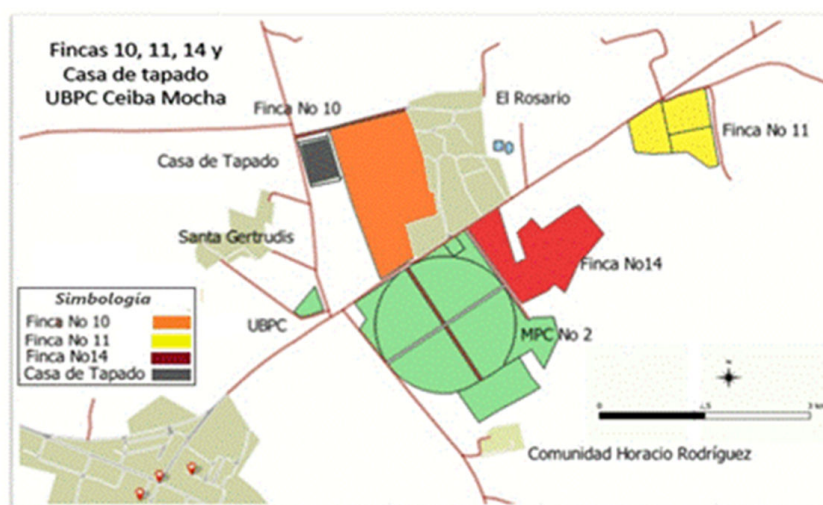 Fincas 10, 11, 14 y
Casa de tapado
UBPC Ceiba Mocha
Finca No 10
El Rosario
Finca No 11
Casa de Tapado
Santa Gertrudis
Finca No14
UBPC
MPC No 2
Simbología
Finca No 10
Finca No 11
Finca No14
Casa de Tapado
0
Comunidad Horacio Rodríguez